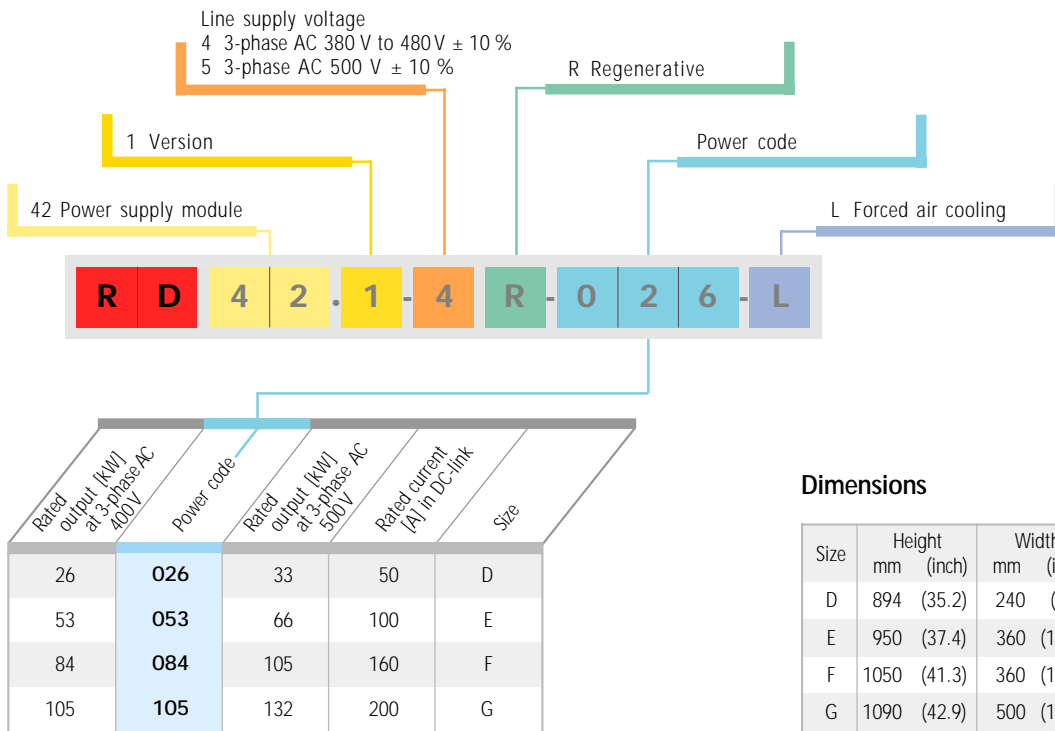 Line supply voltage
4 3-phase AC 380 V to 480 V ± 10 %
5 3-phase AC 500 V ± 10 %
R Regenerative
1 Version
Power code
42 Power supply module
L Forced air cooling
R D 4 2 . 1 - 4 R - 0 2 6 - L
Rated output [KW] at 3-phase AC 400 V
Power code
Rated output [KW] at 3-phase AC 500 V
Rated current [A] in DC-link
Size
26 026 33 50 D
53 053 66 100 E
84 084 105 160 F
105 105 132 200 G
Dimensions
Size Height Width
mm (inch) mm
D 894 (35.2) 240
E 950 (37.4) 360
F 1050 (41.3) 360
G 1090 (42.9) 500